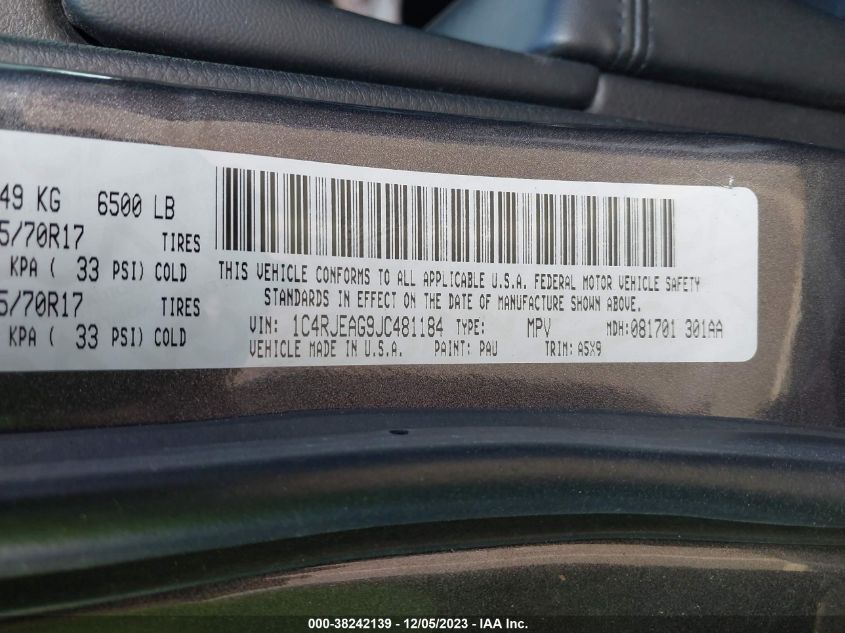 49 KG 6500 LB
5/70R17 TIRES
KPA ( 33 PSI) COLD
5/70R17 TIRES
KPA ( 33 PSI) COLD
THIS VEHICLE CONFORMS TO ALL APPLICABLE U.S.A. FEDERAL MOTOR VEHICLE SAFETY
STANDARDS IN EFFECT ON THE DATE OF MANUFACTURE SHOWN ABOVE.
VIN: 1C4RJEAG9JC481184 TYPE: MPV MDH: 081701 301AA
VEHICLE MADE IN U.S.A. PAINT: PAU TRIM: A5X9
000-38242139 - 12/05/2023 - IAA Inc.